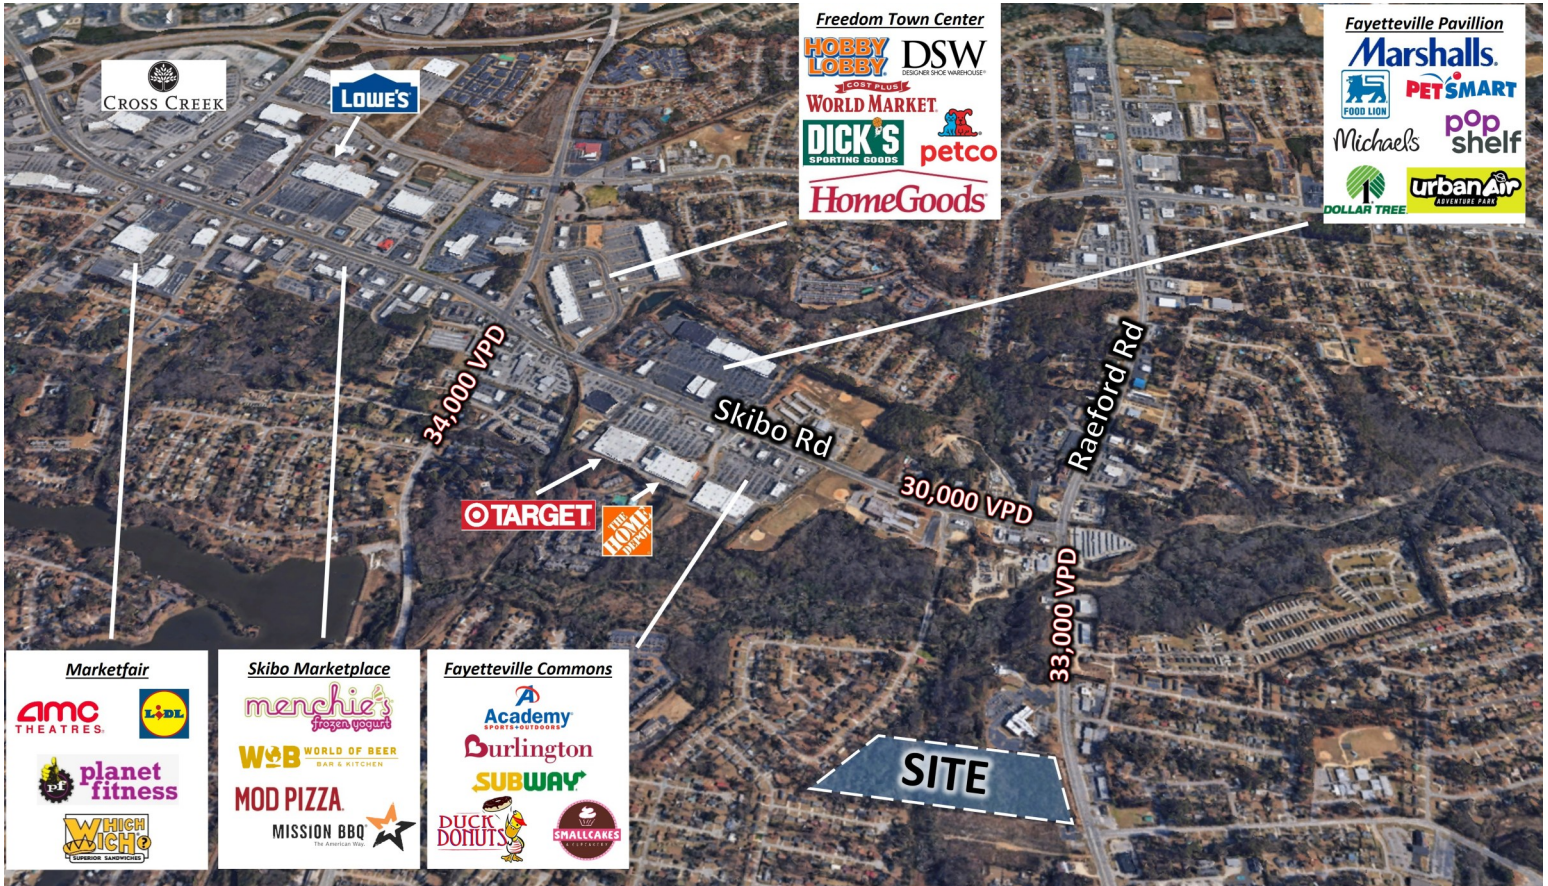 CROSS CREEK
LOWE'S
Freedom Town Center
HOBBY
LOBBY
DSW
DESIGNER SHOE WAREHOUSE
COST PLUS
WORLD MARKET.
DICK'S
SPORTING GOODS
petco
HomeGoods
Fayetteville Pavillion
Marshalls.
FOOD LION
PETSMART
Michaels
pOp
shelf
1
DOLLAR TREE
urbanAir
ADVENTURE PARK
34,000 VPD
Skibo Rd
Raeford Rd
30,000 VPD
33,000 VPD
TARGET
THE
HOME
DEPOT
SITE
Marketfair
amc
THEATRES
LiDL
pf
planet
fitness
WHICH
WICH?
SUPERIOR SANDWICHES
Skibo Marketplace
menchie's
frozen yogurt
WOB WORLD OF BEER
BAR & KITCHEN
MOD PIZZA.
MISSION BBQ
The American Way.
Fayetteville Commons
A
Academy
SPORTS+OUTDOORS
Burlington
SUBWAY
DUCK
DONUTS
SMALLCAKES